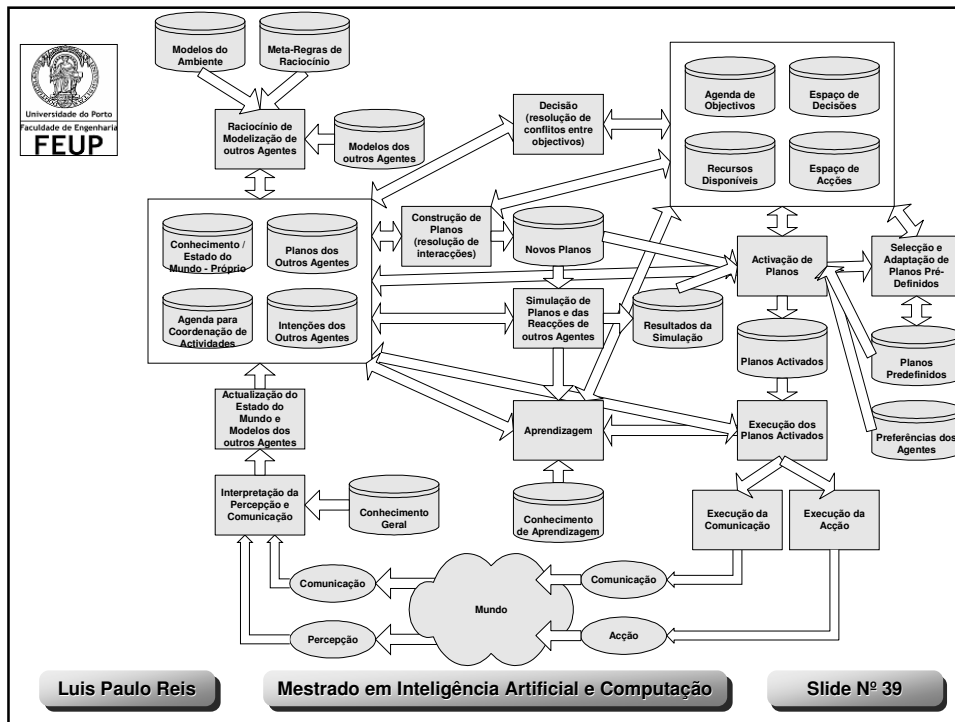 Universidade do Porto
Faculdade de Engenharia
FEUP
Modelos do
Ambiente
Meta-Regras de
Raciocínio
Raciocínio de
Modelização de
outros Agentes
Modelos dos
outros Agentes
Decisão
(resolução de
conflitos entre
objectivos)
Agenda de
Objectivos
Espaço de
Decisões
Recursos
Disponíveis
Espaço de
Acções
Conhecimento /
Estado do
Mundo - Próprio
Planos dos
Outros Agentes
Agenda para
Coordenação de
Actividades
Intenções dos
Outros Agentes
Construção de
Planos
(resolução de
interacções)
Novos Planos
Activação de
Planos
Selecção e
Adaptação de
Planos Pré-
Definidos
Simulação de
Planos e das
Reacções de
outros Agentes
Resultados da
Simulação
Planos Activados
Planos
Predefinidos
Actualização do
Estado do
Mundo e
Modelos dos
outros Agentes
Aprendizagem
Execução dos
Planos Activados
Preferências dos
Agentes
Interpretação da
Percepção e
Comunicação
Conhecimento
Geral
Conhecimento
de Aprendizagem
Execução da
Comunicação
Execução da
Acção
Comunicação
Mundo
Comunicação
Percepção
Acção
Luis Paulo Reis
Mestrado em Inteligência Artificial e Computação
Slide Nº 39